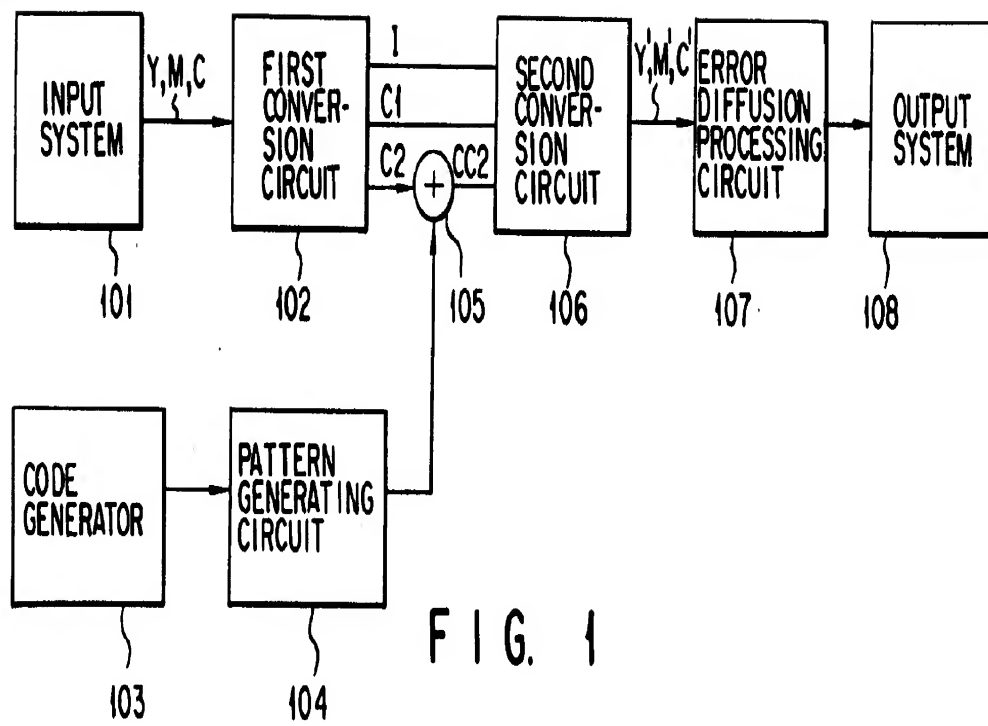 INPUT
SYSTEM
101
Y,M,C
FIRST
CONVER-
SION
CIRCUIT
102
I
C1
C2
+
CC2
105
SECOND
CONVER-
SION
CIRCUIT
106
Y',M',C'
ERROR
DIFFUSION
PROCESSING
CIRCUIT
107
OUTPUT
SYSTEM
108
CODE
GENERATOR
103
PATTERN
GENERATING
CIRCUIT
104
FIG. 1